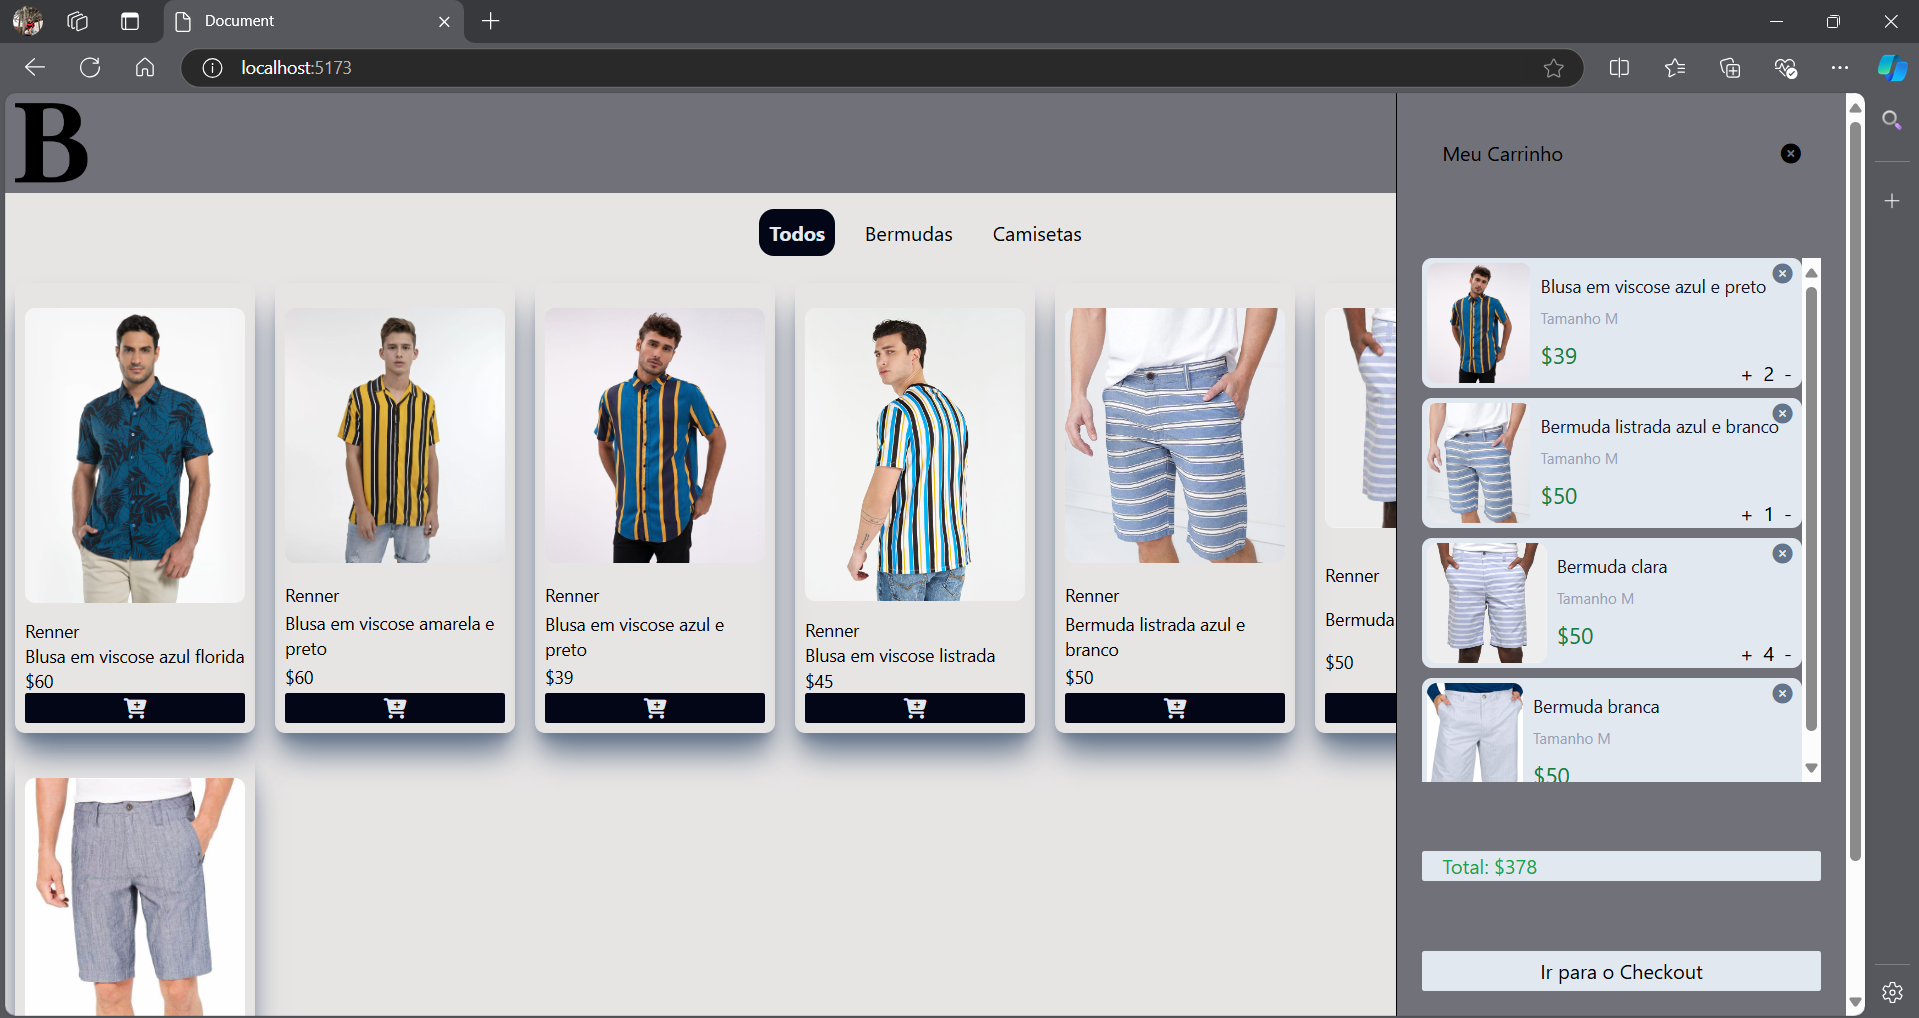 Document
localhost:5173
B
Meu Carrinho
Todos
Bermudas
Camisetas
Renner
Blusa em viscose azul florida
$60
Renner
Blusa em viscose amarela e
preto
$60
Renner
Blusa em viscose azul e
preto
$39
Renner
Blusa em viscose listrada
$45
Renner
Bermuda listrada azul e
branco
$50
Renner
Bermuda
$50
Blusa em viscose azul e preto
Tamanho M
$39
+ 2 -
Bermuda listrada azul e branco
Tamanho M
$50
+ 1 -
Bermuda clara
Tamanho M
$50
+ 4 -
Bermuda branca
Tamanho M
$50
Total: $378
Ir para o Checkout